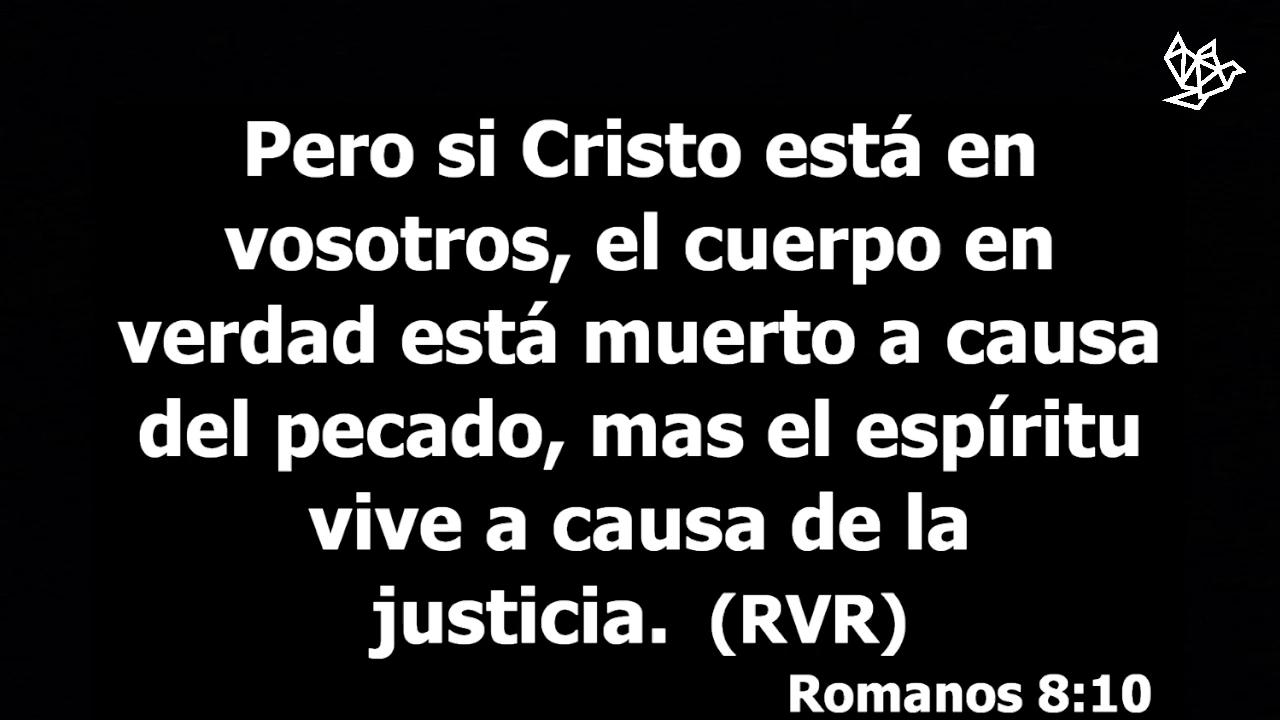 Pero si Cristo está en
vosotros, el cuerpo en
verdad está muerto a causa
del pecado, mas el espíritu
vive a causa de la
justicia. (RVR)
Romanos 8:10